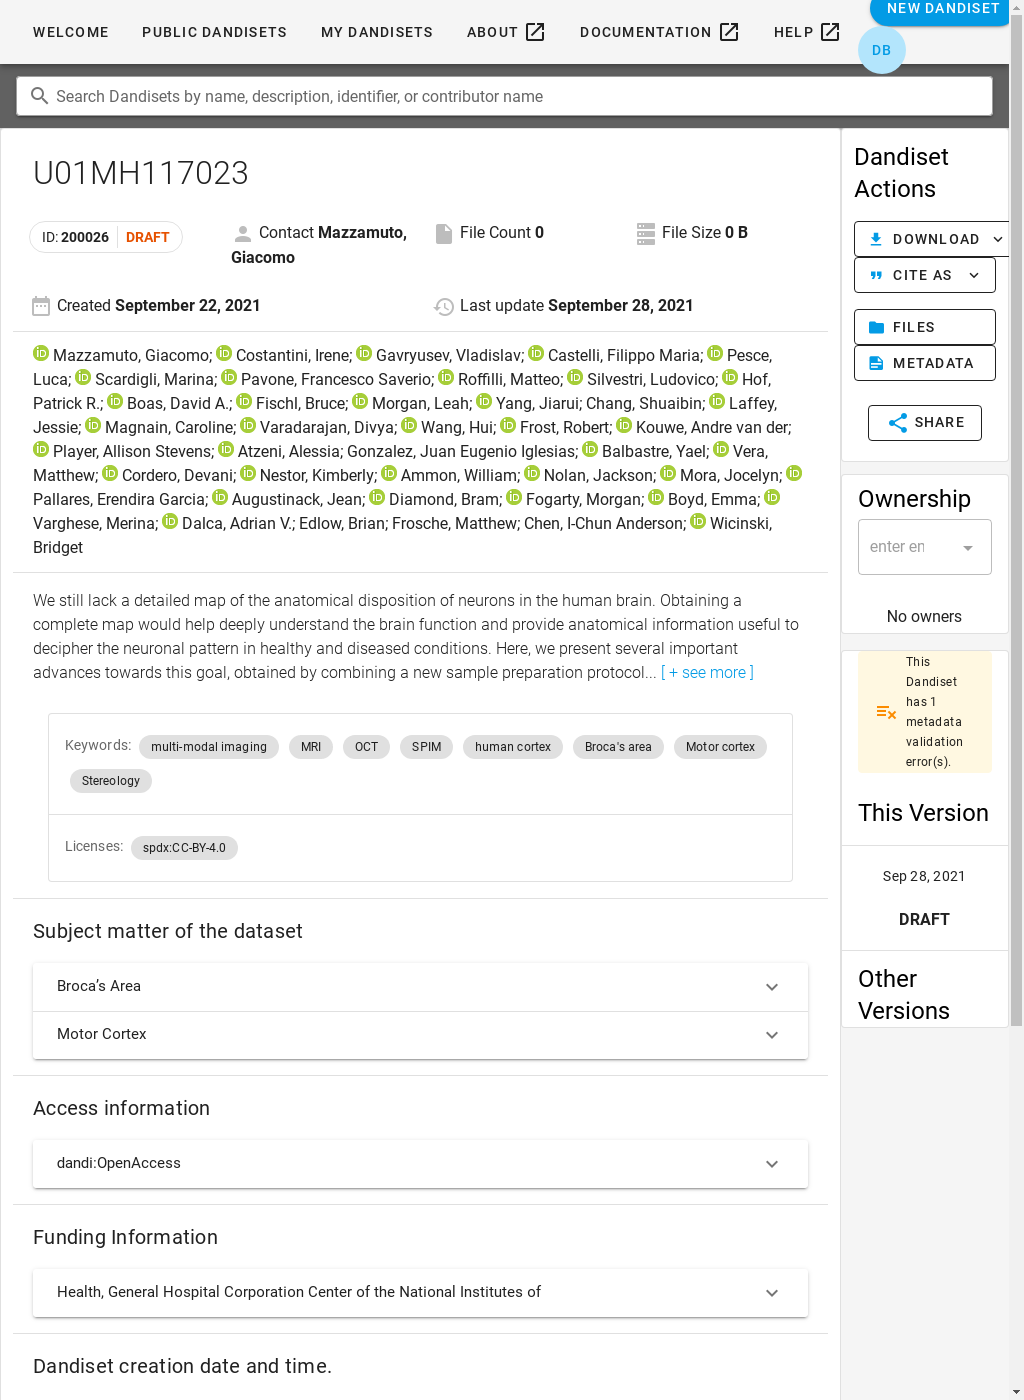 WELCOME PUBLIC DANDISETS MY DANDISETS ABOUT DOCUMENTATION HELP NEW DANDISET
DB
Search Dandisets by name, description, identifier, or contributor name
U01MH117023
ID: 200026 DRAFT
Contact Mazzamuto, Giacomo
File Count 0
File Size 0 B
Created September 22, 2021
Last update September 28, 2021
Mazzamuto, Giacomo; Costantini, Irene; Gavryusev, Vladislav; Castelli, Filippo Maria; Pesce,
Luca; Scardigli, Marina; Pavone, Francesco Saverio; Roffilli, Matteo; Silvestri, Ludovico; Hof,
Patrick R.; Boas, David A.; Fischl, Bruce; Morgan, Leah; Yang, Jiarui; Chang, Shuaibin; Laffey,
Jessie; Magnain, Caroline; Varadarajan, Divya; Wang, Hui; Frost, Robert; Kouwe, Andre van der;
Player, Allison Stevens; Atzeni, Alessia; Gonzalez, Juan Eugenio Iglesias; Balbastre, Yael; Vera,
Matthew; Cordero, Devani; Nestor, Kimberly; Ammon, William; Nolan, Jackson; Mora, Jocelyn;
Pallares, Erendira Garcia; Augustinack, Jean; Diamond, Bram; Fogarty, Morgan; Boyd, Emma;
Varghese, Merina; Dalca, Adrian V.; Edlow, Brian; Frosche, Matthew; Chen, I-Chun Anderson; Wicinski,
Bridget
We still lack a detailed map of the anatomical disposition of neurons in the human brain. Obtaining a
complete map would help deeply understand the brain function and provide anatomical information useful to
decipher the neuronal pattern in healthy and diseased conditions. Here, we present several important
advances towards this goal, obtained by combining a new sample preparation protocol... [ + see more ]
Keywords: multi-modal imaging MRI OCT SPIM human cortex Broca's area Motor cortex
Stereology
Licenses: spdx:CC-BY-4.0
Subject matter of the dataset
Broca’s Area
Motor Cortex
Access information
dandi:OpenAccess
Funding Information
Health, General Hospital Corporation Center of the National Institutes of
Dandiset creation date and time.
Dandiset
Actions
DOWNLOAD
CITE AS
FILES
METADATA
SHARE
Ownership
enter en
No owners
This
Dandiset
has 1
metadata
validation
error(s).
This Version
Sep 28, 2021
DRAFT
Other
Versions